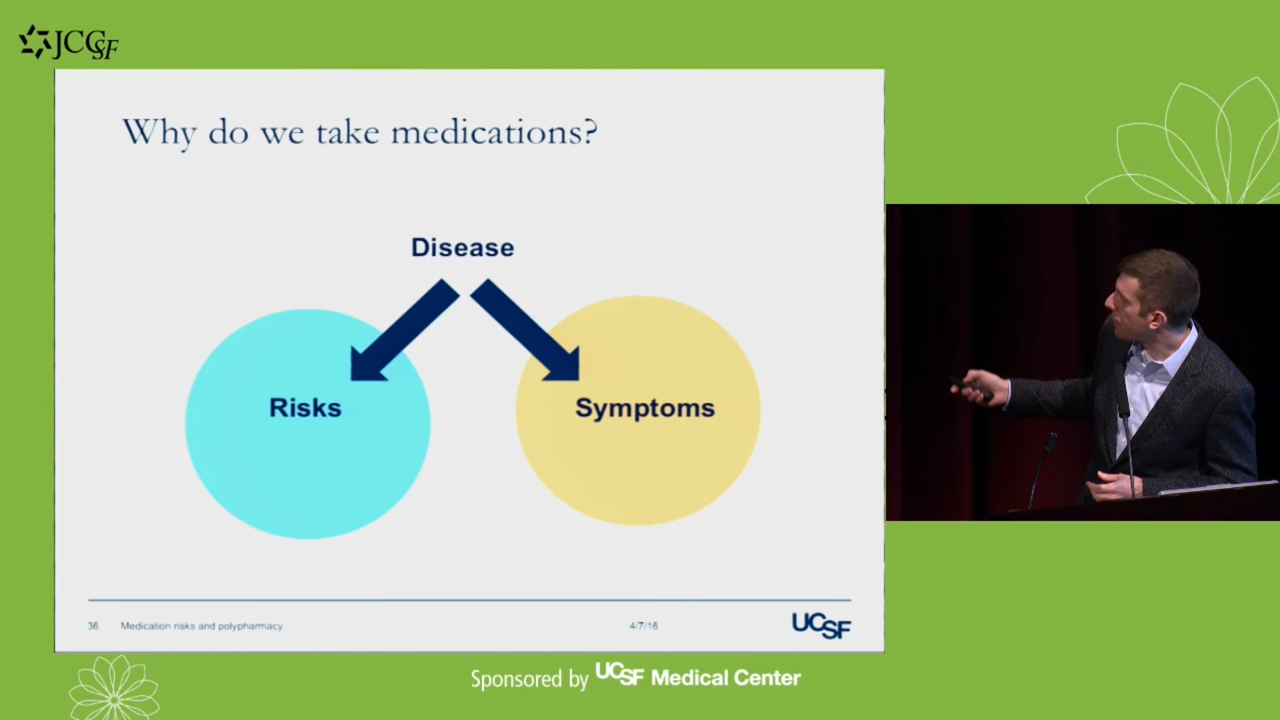 JCCSF
Why do we take medications?
Disease
Risks
Symptoms
36 Medication risks and polypharmacy 4/7/16 UCSF
Sponsored by UCSF Medical Center